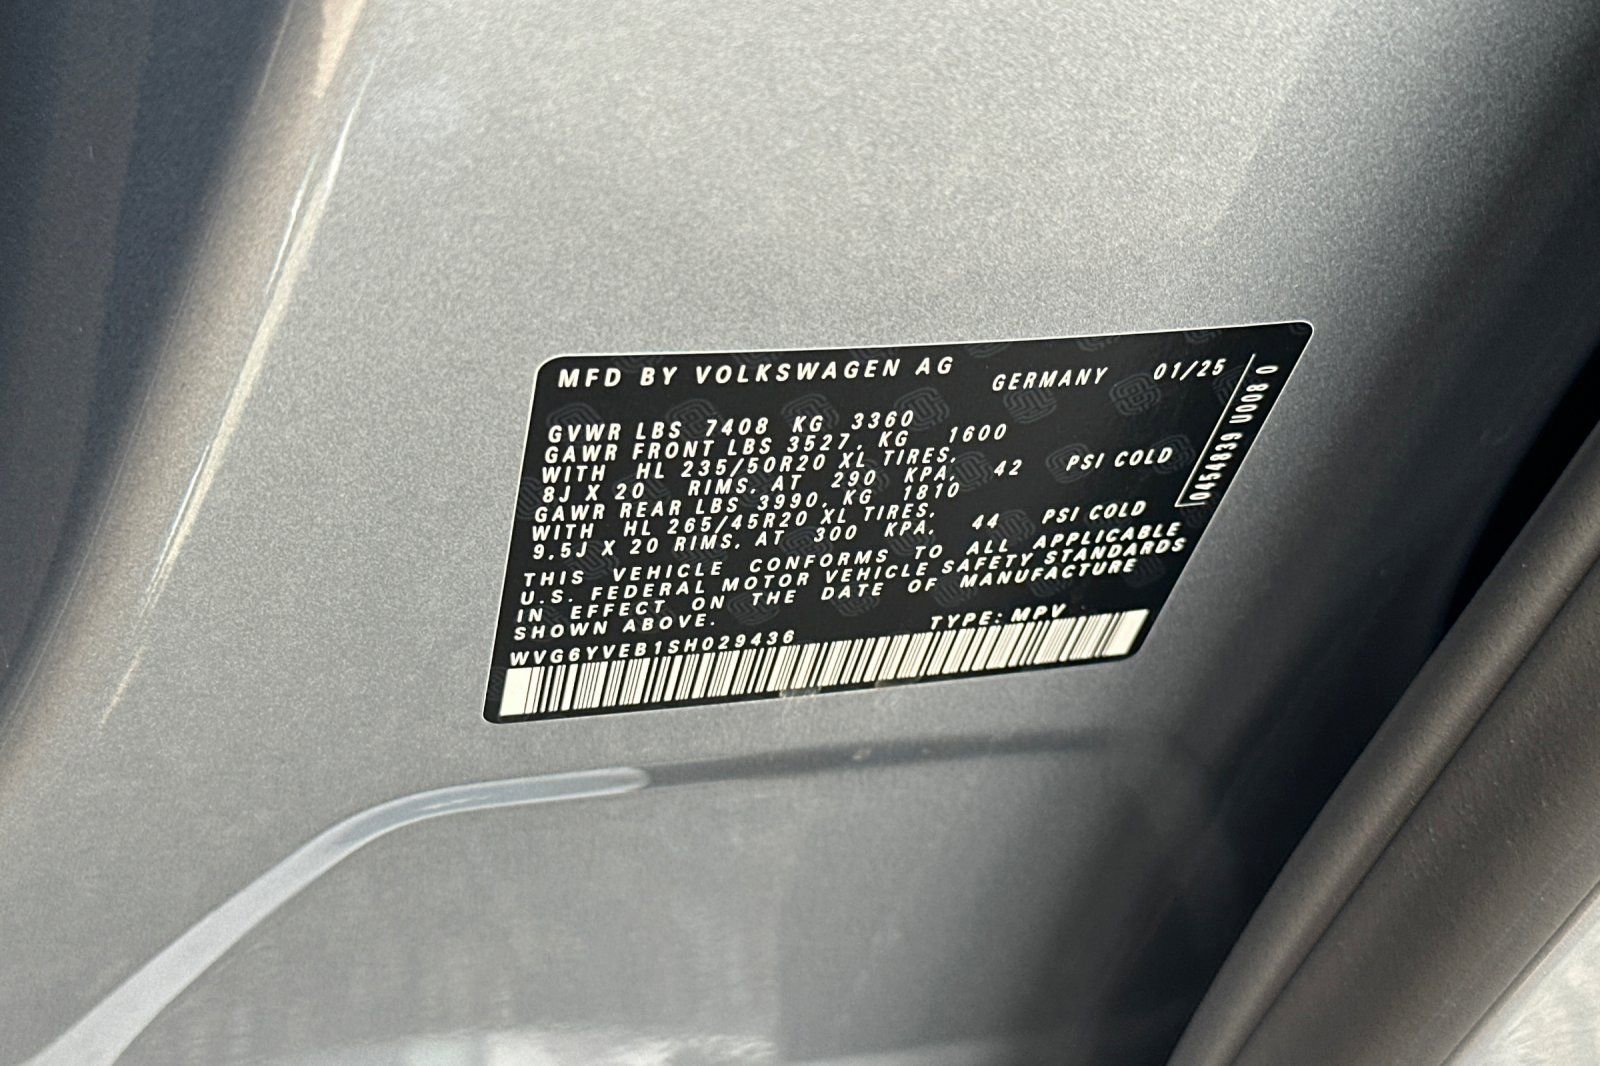 MFD BY VOLKSWAGEN AG GERMANY 01/25
GVWR LBS 7408 KG 3360
GAWR FRONT LBS 3527, KG 1600
WITH HL 235/50R20 XL TIRES,
8J X 20 RIMS, AT 290 KPA, 42 PSI COLD
GAWR REAR LBS 3990, KG 1810
WITH HL 265/45R20 XL TIRES,
9.5J X 20 RIMS, AT 300 KPA, 44 PSI COLD
THIS VEHICLE CONFORMS TO ALL APPLICABLE
U.S. FEDERAL MOTOR VEHICLE SAFETY STANDARDS
IN EFFECT ON THE DATE OF MANUFACTURE
SHOWN ABOVE.
WVG6YVEB1SH029436 TYPE: MPV
0454839 U008 0